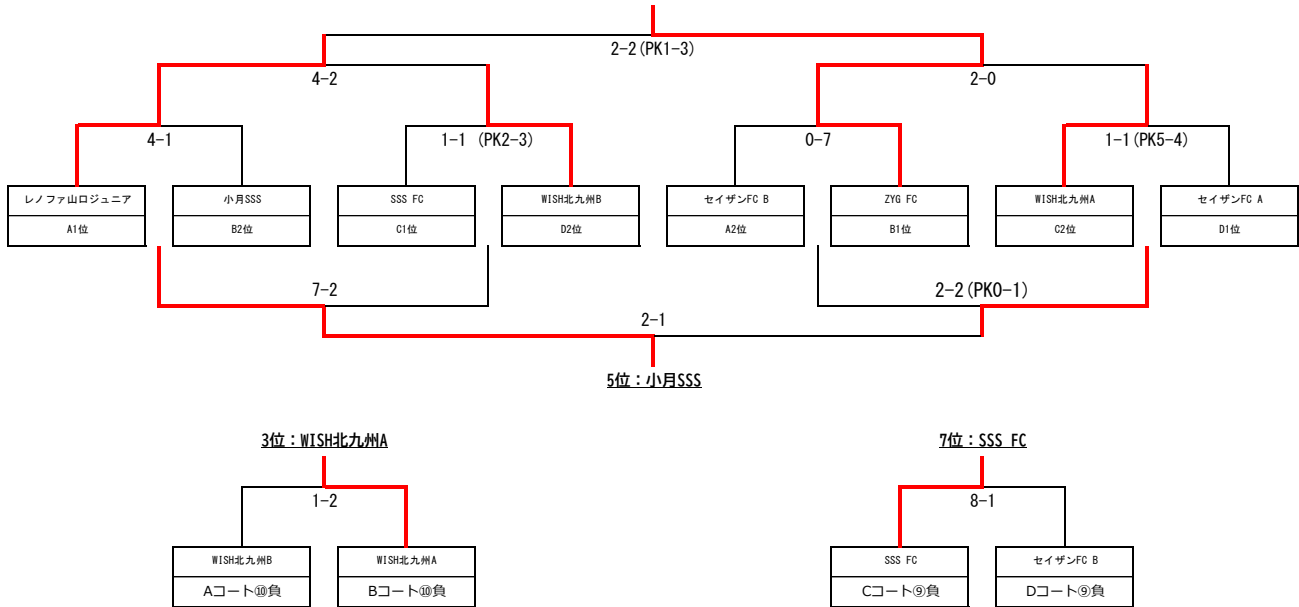 2-2(PK1-3)
4-2
2-0
4-1
1-1 (PK2-3)
0-7
1-1(PK5-4)
レノファ山口ジュニア
小月SSS
SSS FC
WISH北九州B
セイザンFC B
ZYG FC
WISH北九州A
セイザンFC A
A1位
B2位
C1位
D2位
A2位
B1位
C2位
D1位
7-2
2-2(PK0-1)
2-1
5位：小月SSS
3位：WISH北九州A
7位：SSS FC
1-2
8-1
WISH北九州B
WISH北九州A
SSS FC
セイザンFC B
Aコート⑩負
Bコート⑩負
Cコート⑨負
Dコート⑨負